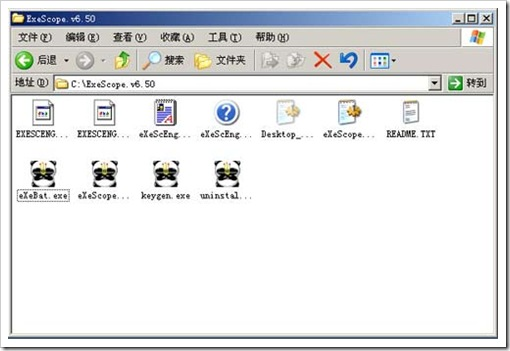 ExeScope.v6.50
文件(F) 编辑(E) 查看(V) 收藏(A) 工具(T) 帮助(H)
后退 搜索 文件夹
地址(D) C:\ExeScope.v6.50 转到
EXESCENG... EXESCENG... eXeScEng... eXeScEng... Desktop_... eXeScope... README.TXT
eXeBat.exe eXeScope... keygen.exe uninstal...